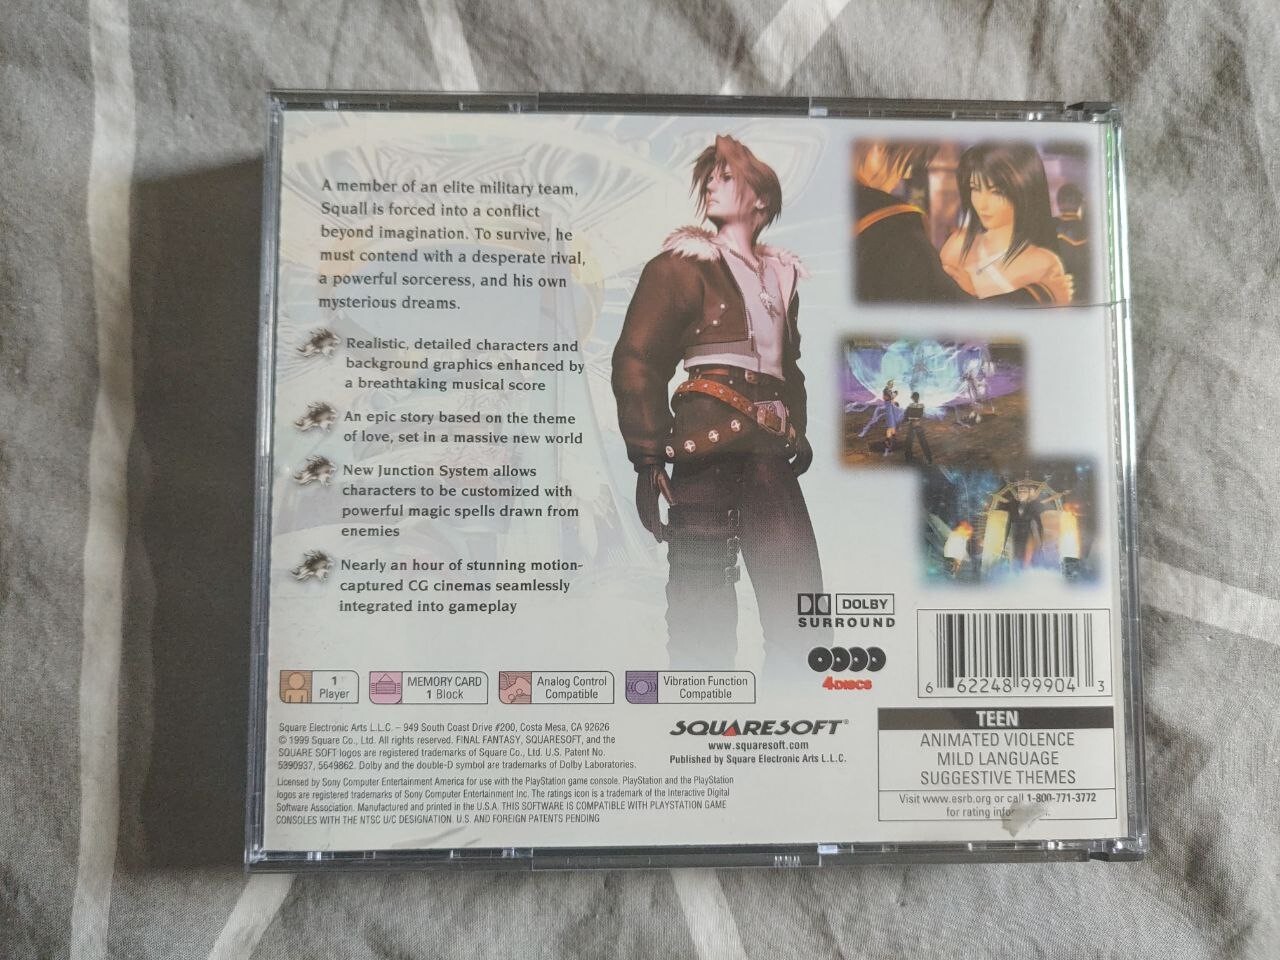 A member of an elite military team,
Squall is forced into a conflict
beyond imagination. To survive, he
must contend with a desperate rival,
a powerful sorceress, and his own
mysterious dreams.
Realistic, detailed characters and
background graphics enhanced by
a breathtaking musical score
An epic story based on the theme
of love, set in a massive new world
New Junction System allows
characters to be customized with
powerful magic spells drawn from
enemies
Nearly an hour of stunning motion-
captured CG cinemas seamlessly
integrated into gameplay
DOLBY
SURROUND
4 DISCS
1
Player
MEMORY CARD
1 Block
Analog Control
Compatible
Vibration Function
Compatible
6 62248 99904 3
Square Electronic Arts L.L.C. – 949 South Coast Drive #200, Costa Mesa, CA 92626
© 1999 Square Co., Ltd. All rights reserved. FINAL FANTASY, SQUARESOFT, and the
SQUARE SOFT logos are registered trademarks of Square Co., Ltd. U.S. Patent No.
5390937, 5649862. Dolby and the double-D symbol are trademarks of Dolby Laboratories.
Licensed by Sony Computer Entertainment America for use with the PlayStation game console. PlayStation and the PlayStation
logos are registered trademarks of Sony Computer Entertainment Inc. The ratings icon is a trademark of the Interactive Digital
Software Association. Manufactured and printed in the U.S.A. THIS SOFTWARE IS COMPATIBLE WITH PLAYSTATION GAME
CONSOLES WITH THE NTSC U/C DESIGNATION. U.S. AND FOREIGN PATENTS PENDING
SQUARESOFT®
www.squaresoft.com
Published by Square Electronic Arts L.L.C.
TEEN
ANIMATED VIOLENCE
MILD LANGUAGE
SUGGESTIVE THEMES
Visit www.esrb.org or call 1-800-771-3772
for rating